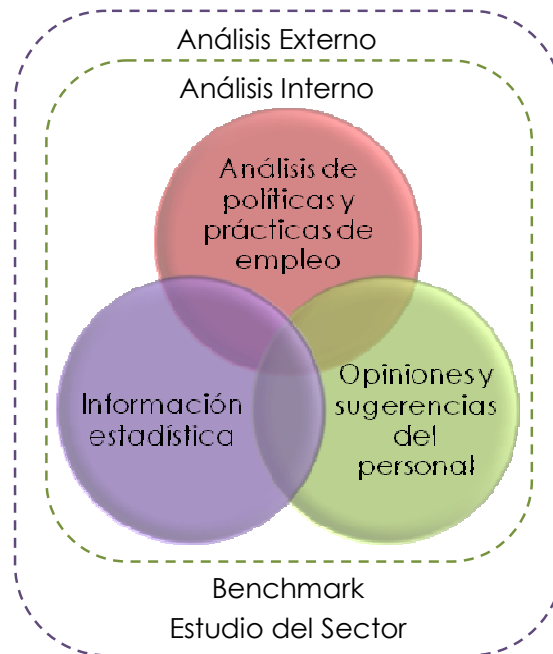 Análisis Externo
Análisis Interno
Análisis de
políticas y
prácticas de
empleo
Información
estadística
Opiniones y
sugerencias
del
personal
Benchmark
Estudio del Sector